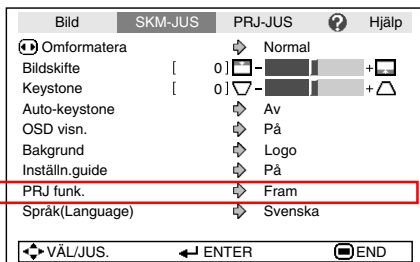 Bild SKM-JUS PRJ-JUS ? Hjälp
Omformatera Normal
Bildskifte [ 0] - +
Keystone [ 0] - +
Auto-keystone Av
OSD visn. På
Bakgrund Logo
Inställn.guide På
PRJ funk. Fram
Språk(Language) Svenska
VÄL/JUS. ENTER END